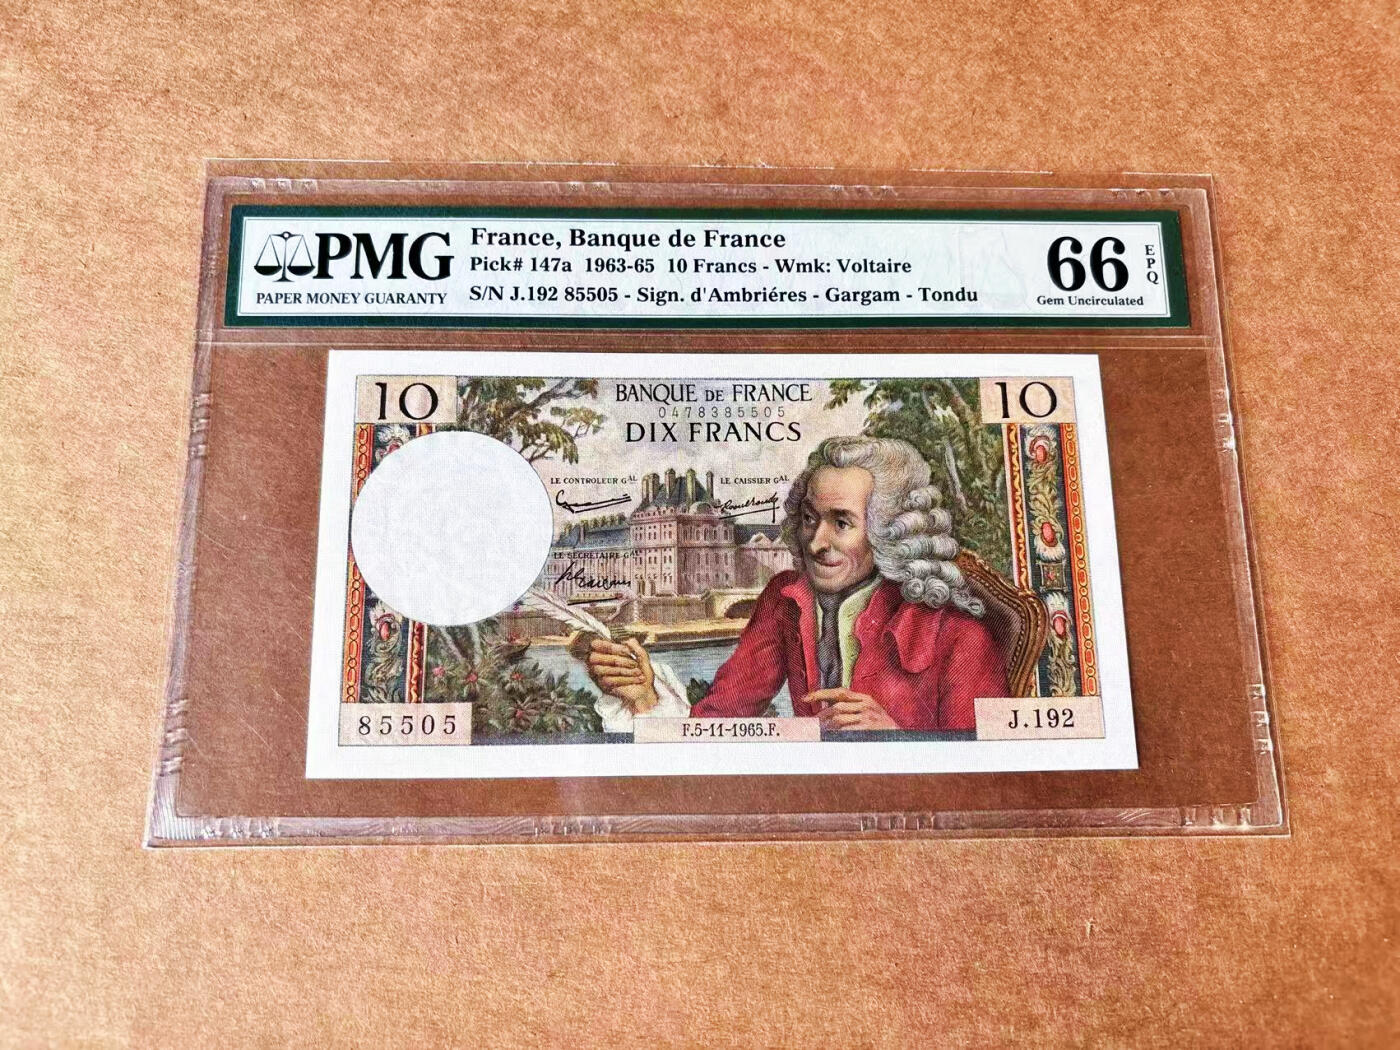 PMG
PAPER MONEY GUARANTY
France, Banque de France
Pick# 147a 1963-65 10 Francs - Wmk: Voltaire
S/N J.192 85505 - Sign. d'Ambriéres - Gargam - Tondu
66
EPQ
Gem Uncirculated
10
BANQUE DE FRANCE
10
0478385505
DIX FRANCS
LE CONTROLEUR GAL
LE CAISSIER GAL
LE SECRETAIRE GAL
85505
F.5-11-1965.F.
J.192